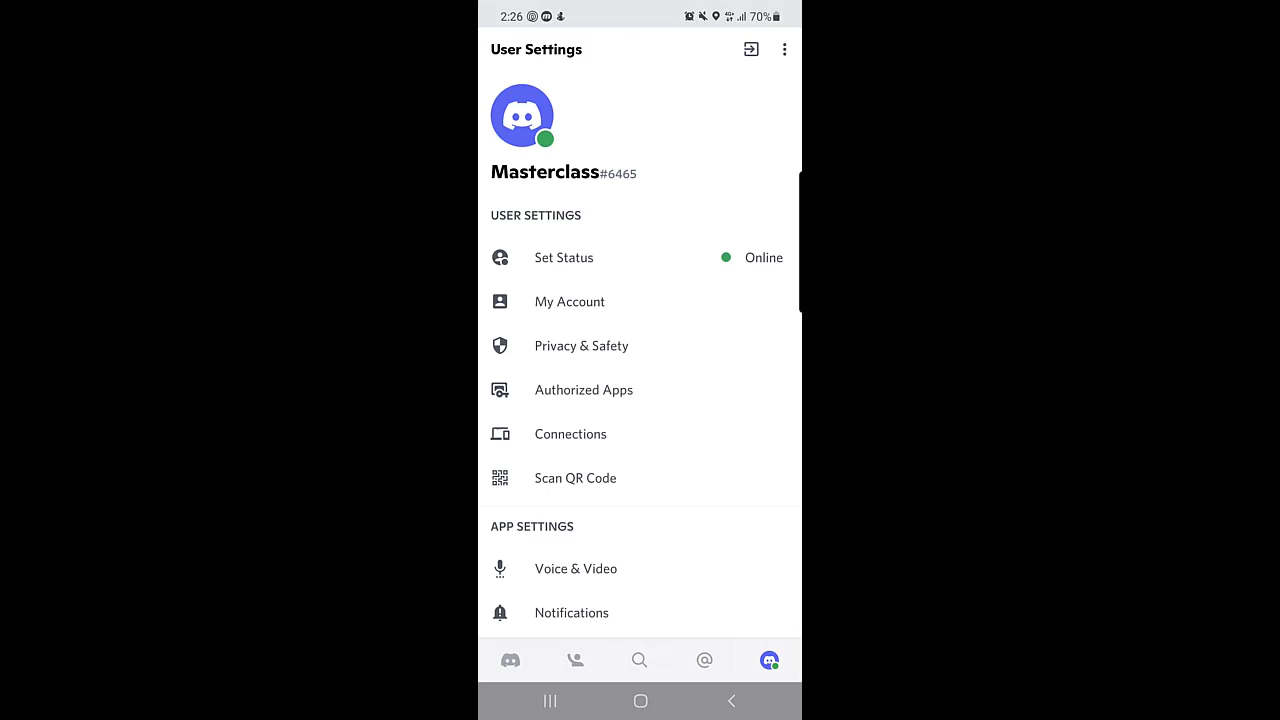 2:26 70%
User Settings
Masterclass#6465
USER SETTINGS
Set Status Online
My Account
Privacy & Safety
Authorized Apps
Connections
Scan QR Code
APP SETTINGS
Voice & Video
Notifications